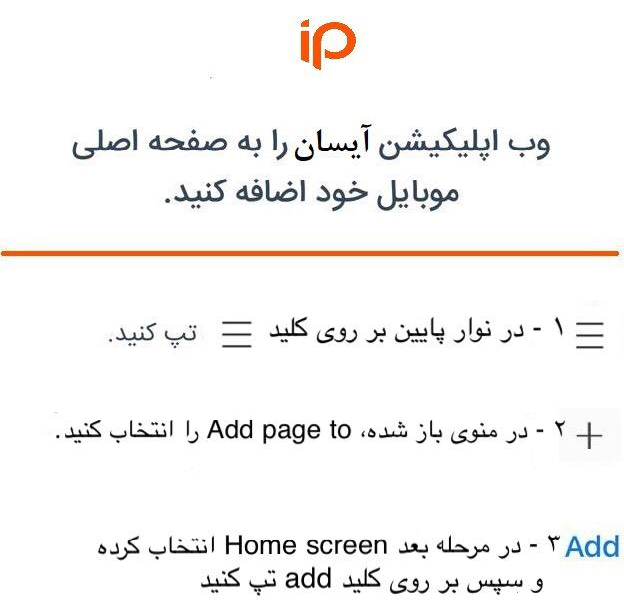 ip
وب اپلیکیشن آیسان را به صفحه اصلی
موبایل خود اضافه کنید.
۱ - در نوار پایین بر روی کلید تپ کنید.
۲ - در منوی باز شده، Add page to را انتخاب کنید.
Add ۳ - در مرحله بعد Home screen انتخاب کرده
و سپس بر روی کلید add تپ کنید